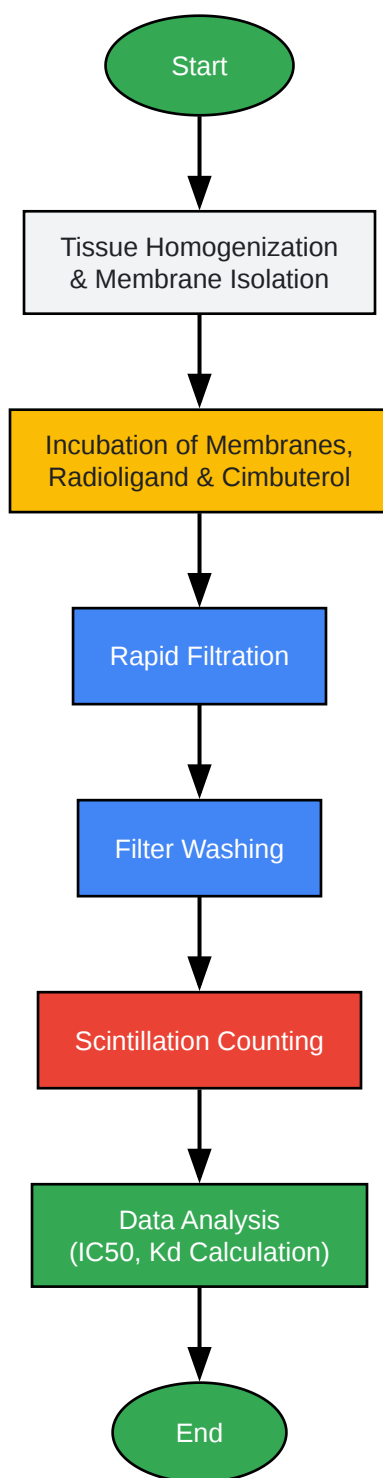 Start
Tissue Homogenization
& Membrane Isolation
Incubation of Membranes,
Radioligand & Cimbuterol
Rapid Filtration
Filter Washing
Scintillation Counting
Data Analysis
(IC50, Kd Calculation)
End